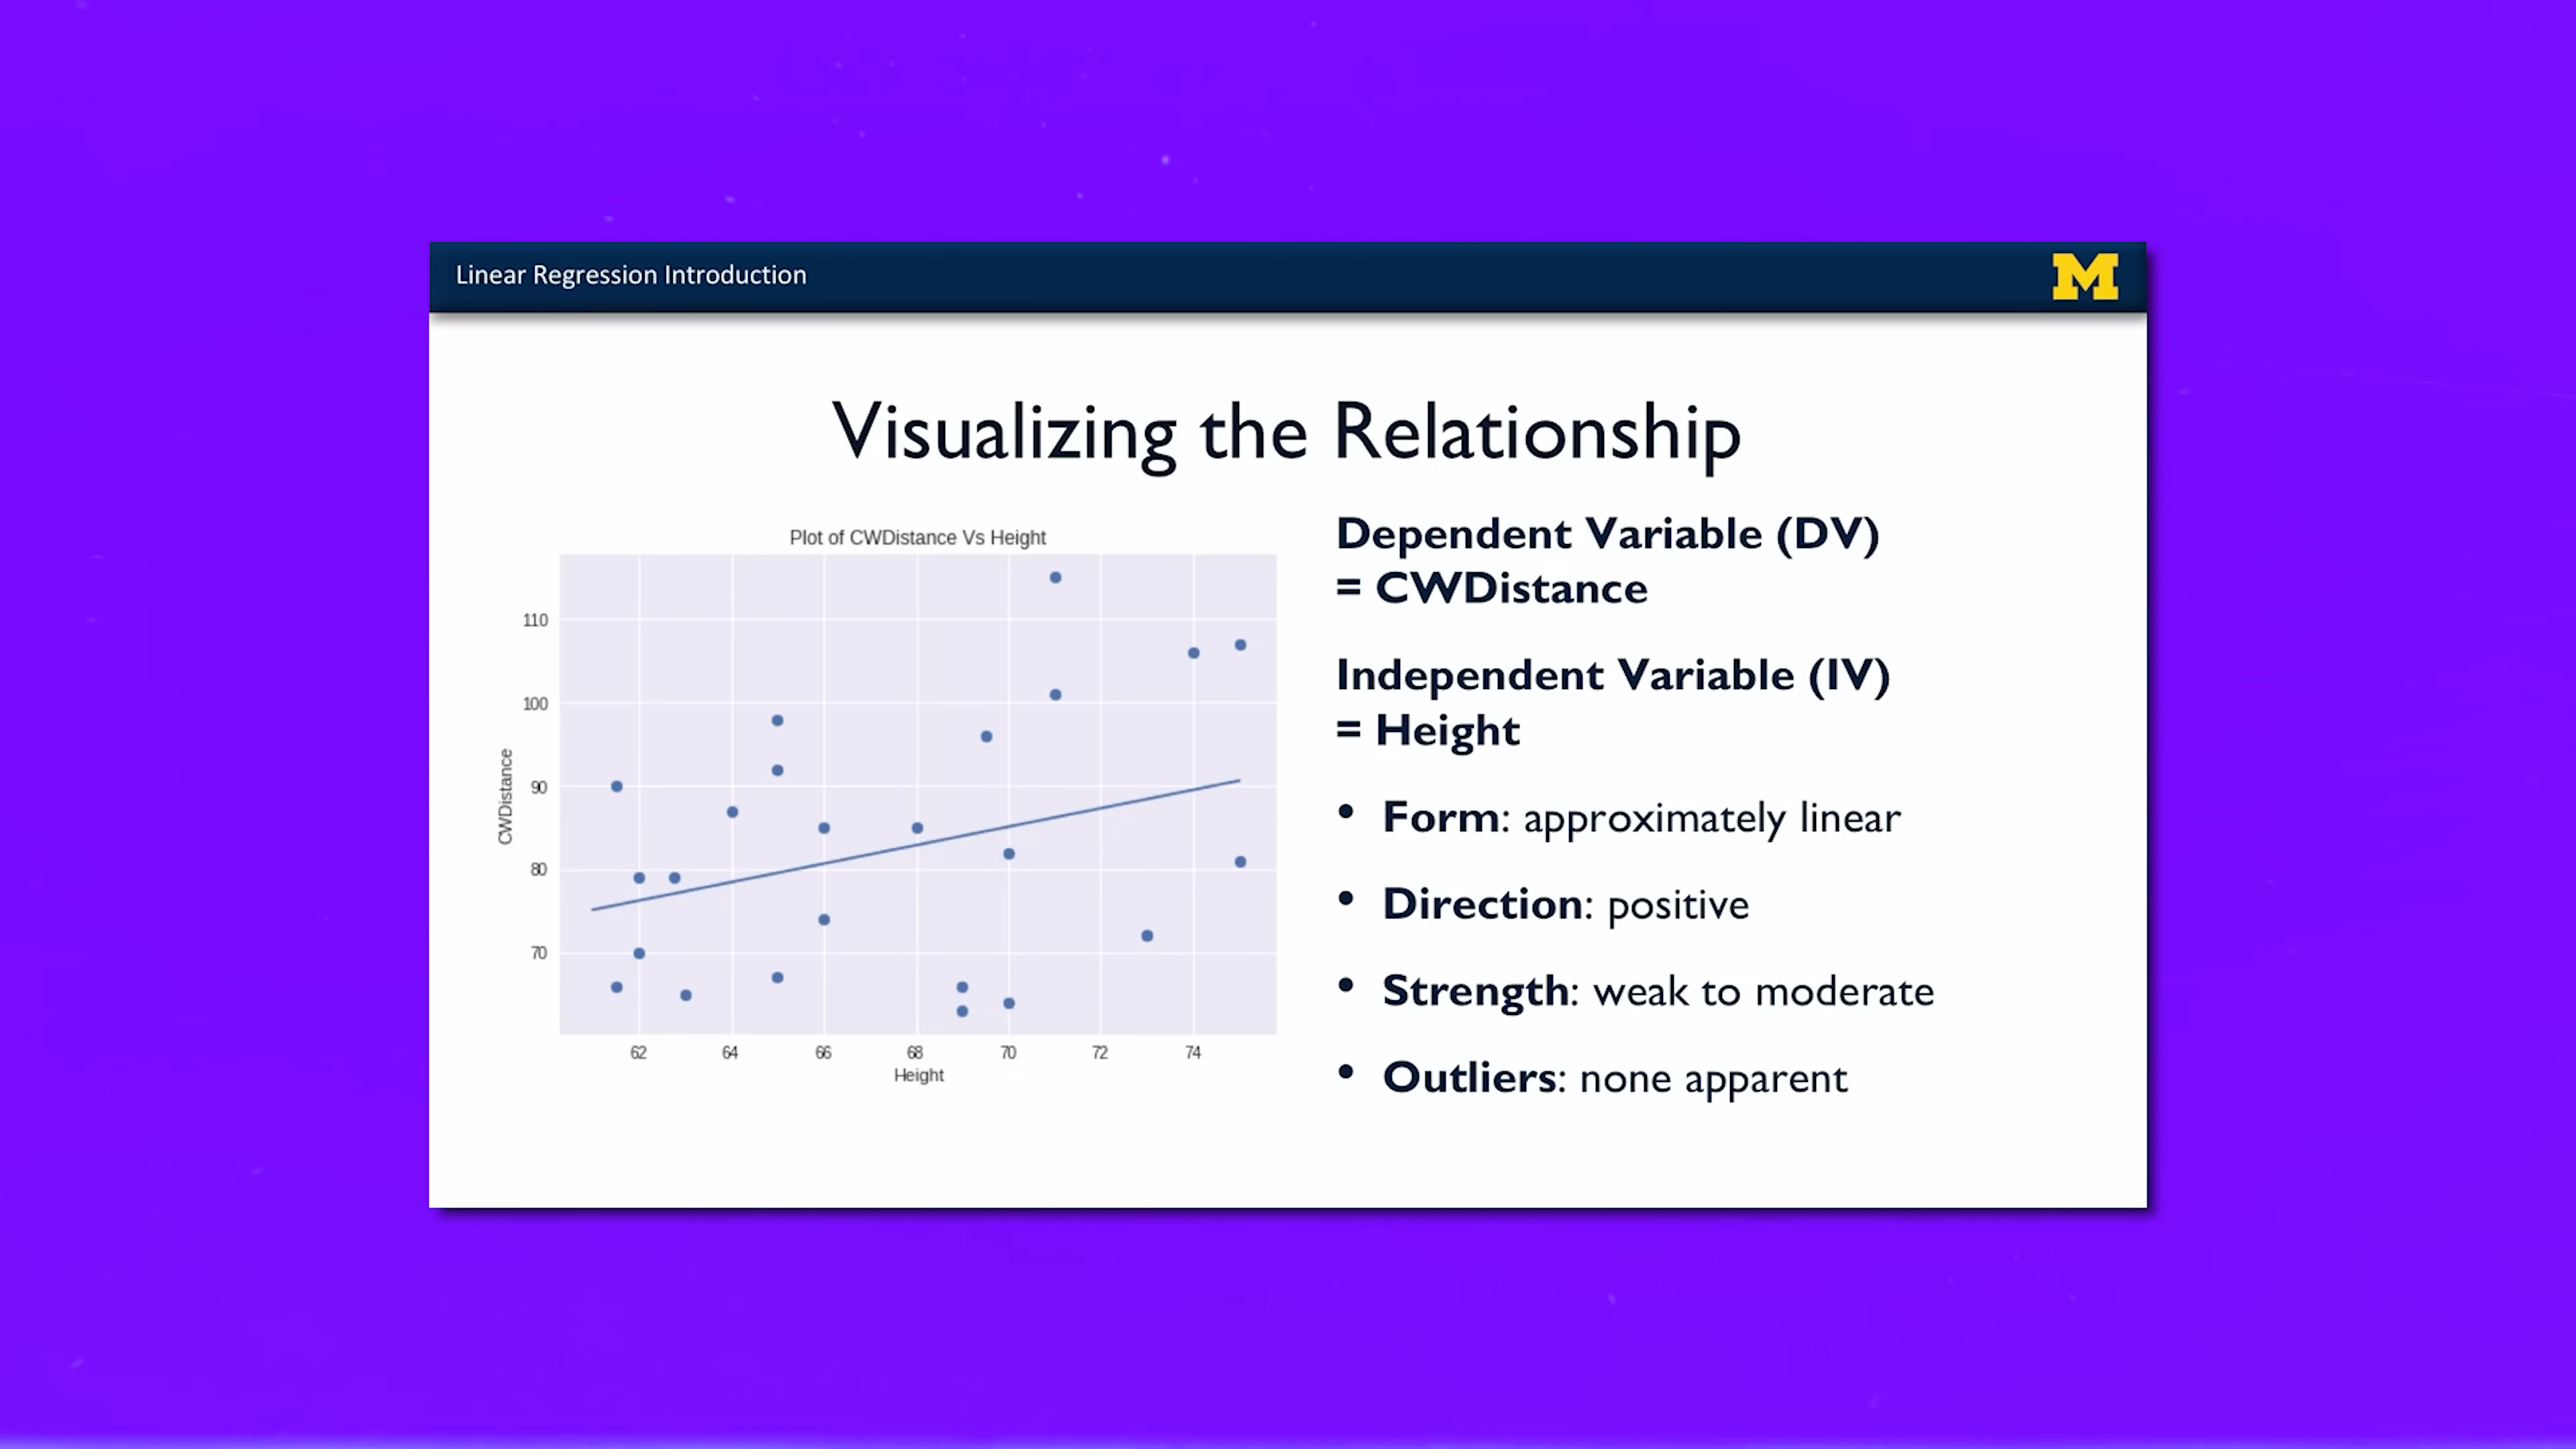 Linear Regression Introduction
M
Visualizing the Relationship
Plot of CWDistance Vs Height
110
100
90
80
70
CWDistance
62 64 66 68 70 72 74
Height
Dependent Variable (DV)
= CWDistance
Independent Variable (IV)
= Height
• Form: approximately linear
• Direction: positive
• Strength: weak to moderate
• Outliers: none apparent